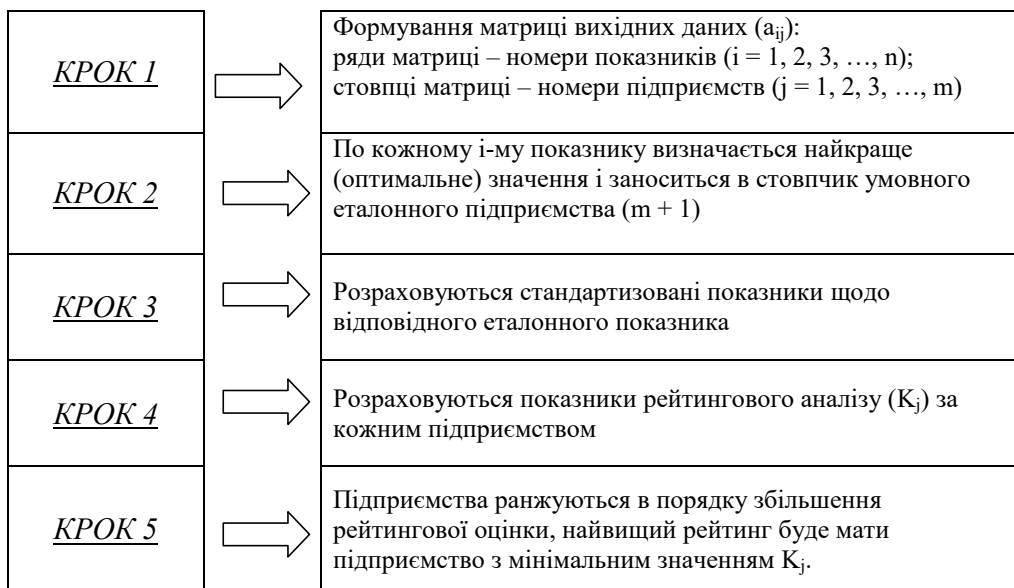 КРОК 1
Формування матриці вихідних даних (aij):
ряди матриці – номери показників (i = 1, 2, 3, …, n);
стовпці матриці – номери підприємств (j = 1, 2, 3, …, m)
КРОК 2
По кожному і-му показнику визначається найкраще
(оптимальне) значення і заноситься в стовпчик умовного
еталонного підприємства (m + 1)
КРОК 3
Розраховуються стандартизовані показники щодо
відповідного еталонного показника
КРОК 4
Розраховуються показники рейтингового аналізу (Kj) за
кожним підприємством
КРОК 5
Підприємства ранжуються в порядку збільшення
рейтингової оцінки, найвищий рейтинг буде мати
підприємство з мінімальним значенням Kj.